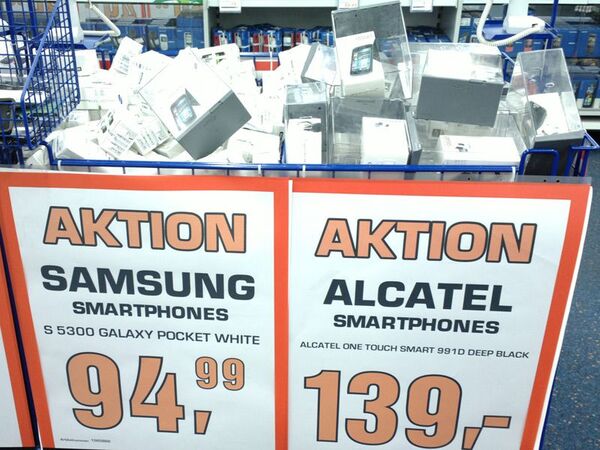 AKTION
SAMSUNG
SMARTPHONES
S 5300 GALAXY POCKET WHITE
94,99
AKTION
ALCATEL
SMARTPHONES
ALCATEL ONE TOUCH SMART 991D DEEP BLACK
139,-